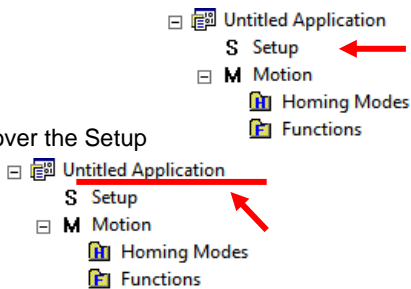 Untitled Application
S Setup
M Motion
H Homing Modes
F Functions
over the Setup
Untitled Application
S Setup
M Motion
H Homing Modes
F Functions